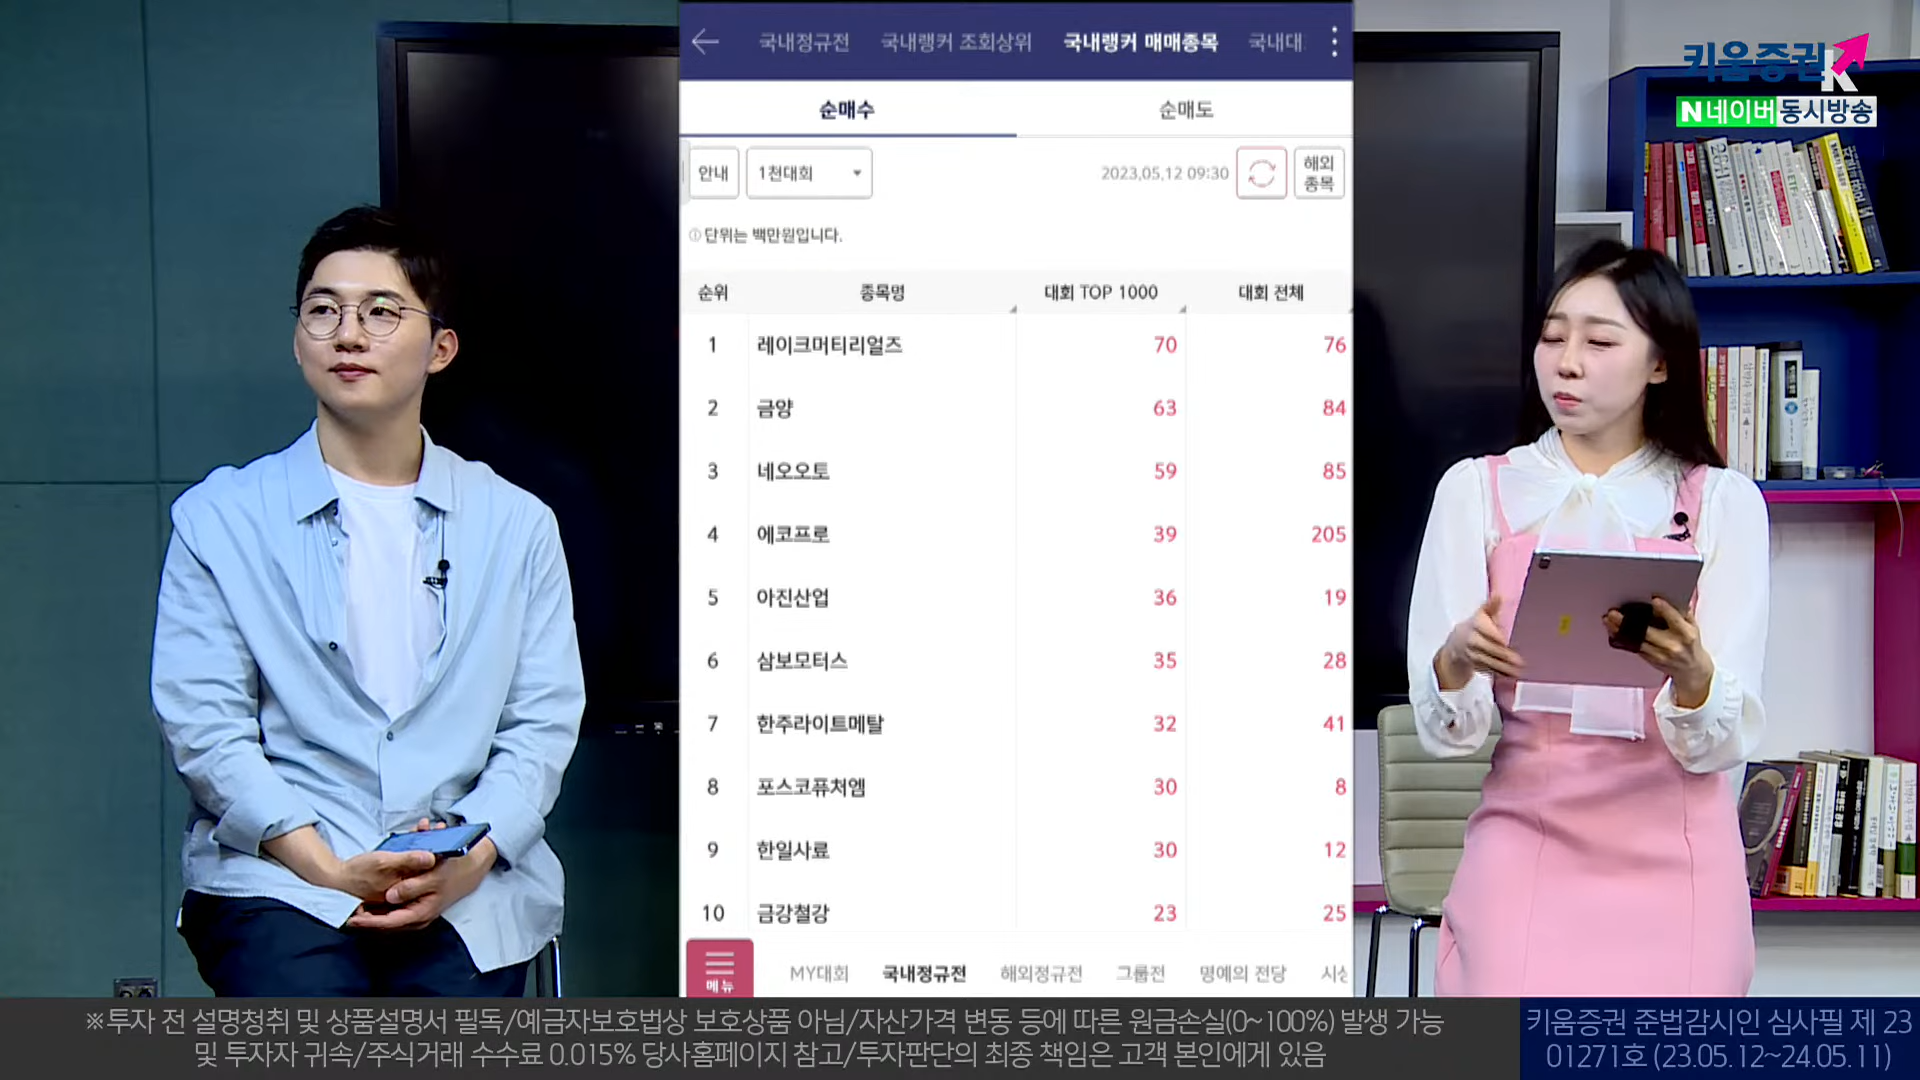 국내정규전 국내랭커 조회상위 국내랭커 매매종목 국내대
순매수 순매도
안내 1천대회 2023.05.12 09:30 해외 종목
단위는 백만원입니다.
순위 종목명 대회 TOP 1000 대회 전체
1 레이크머티리얼즈 70 76
2 금양 63 84
3 네오오토 59 85
4 에코프로 39 205
5 아진산업 36 19
6 삼보모터스 35 28
7 한주라이트메탈 32 41
8 포스코퓨처엠 30 8
9 한일사료 30 12
10 금강철강 23 25
메뉴 MY대회 국내정규전 해외정규전 그룹전 명예의 전당 시상
키움증권 K
N 네이버 동시방송
※투자 전 설명청취 및 상품설명서 필독/예금자보호법상 보호상품 아님/자산가격 변동 등에 따른 원금손실(0~100%) 발생 가능
및 투자자 귀속/주식거래 수수료 0.015% 당사홈페이지 참고/투자판단의 최종 책임은 고객 본인에게 있음
키움증권 준법감시인 심사필 제 23
01271호 (23.05.12~24.05.11)